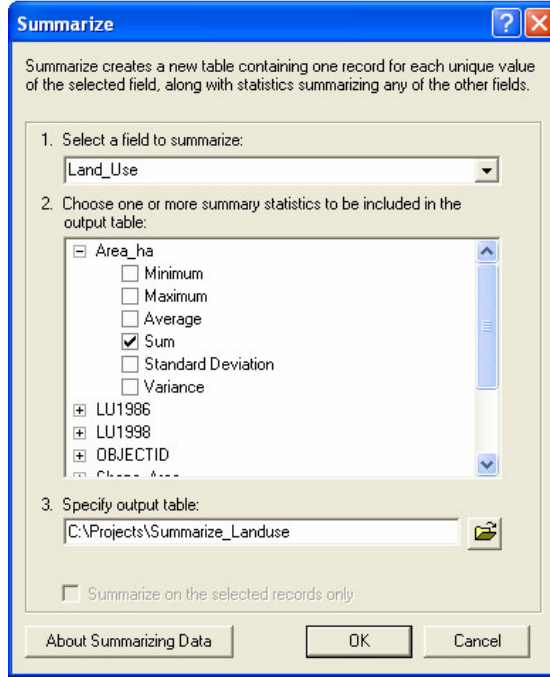 Summarize
Summarize creates a new table containing one record for each unique value
of the selected field, along with statistics summarizing any of the other fields.
1. Select a field to summarize:
Land_Use
2. Choose one or more summary statistics to be included in the
output table:
Area_ha
Minimum
Maximum
Average
Sum
Standard Deviation
Variance
LU1986
LU1998
OBJECTID
3. Specify output table:
C:\Projects\Summarize_Landuse
Summarize on the selected records only
About Summarizing Data
OK
Cancel